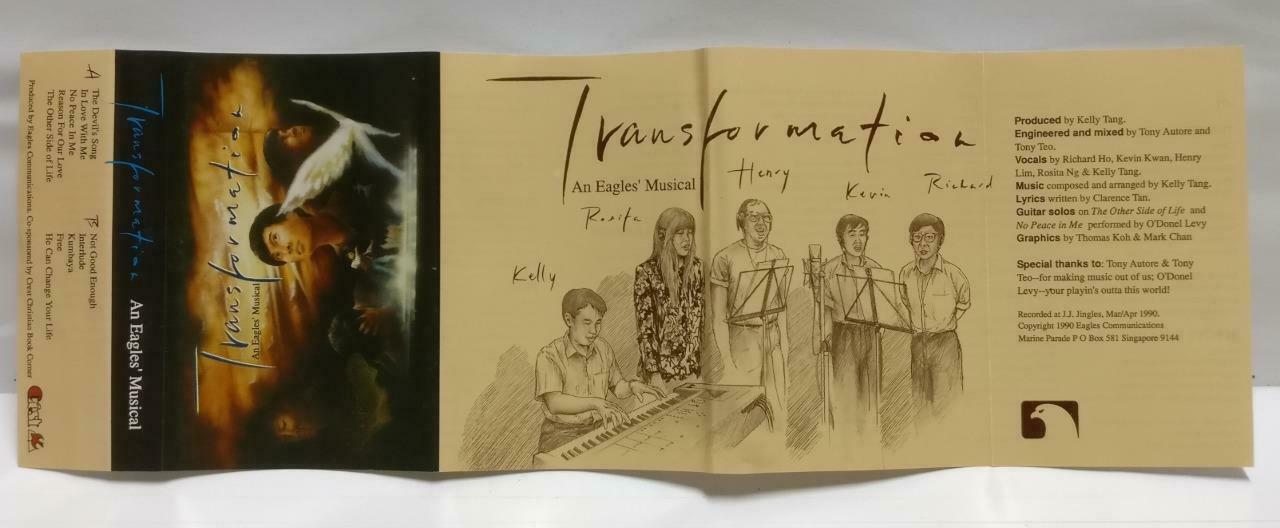 A
The Devil's Song
In Love With Me
No Peace In Me
Reason For Our Love
The Other Side of Life
B
Not Good Enough
Interlude
Kumbaya
Free
He Can Change Your Life
Produced by Eagles Communications. Co-sponsored by Crest Christian Book Corner
Transformation An Eagles' Musical
Transformation
An Eagles' Musical
Transformation
An Eagles' Musical
Kelly
Rosita
Henry
Kevin
Richard
Produced by Kelly Tang.
Engineered and mixed by Tony Autore and
Tony Teo.
Vocals by Richard Ho, Kevin Kwan, Henry
Lim, Rosita Ng & Kelly Tang.
Music composed and arranged by Kelly Tang.
Lyrics written by Clarence Tan.
Guitar solos on The Other Side of Life and
No Peace in Me performed by O'Donel Levy
Graphics by Thomas Koh & Mark Chan
Special thanks to: Tony Autore & Tony
Teo--for making music out of us; O'Donel
Levy--your playin's outta this world!
Recorded at J.J. Jingles, Mar/Apr 1990.
Copyright 1990 Eagles Communications
Marine Parade P O Box 581 Singapore 9144